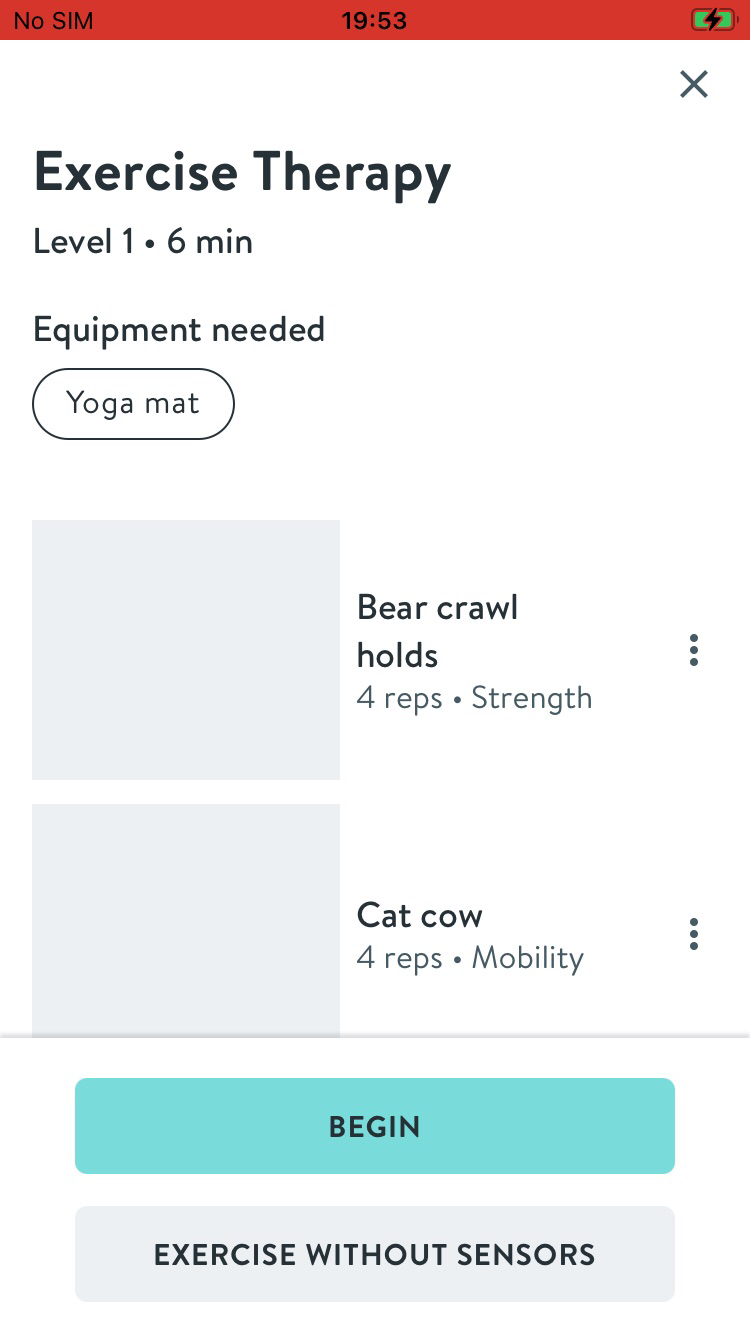 No SIM 19:53
Exercise Therapy
Level 1 • 6 min
Equipment needed
Yoga mat
Bear crawl
holds
4 reps • Strength
Cat cow
4 reps • Mobility
BEGIN
EXERCISE WITHOUT SENSORS